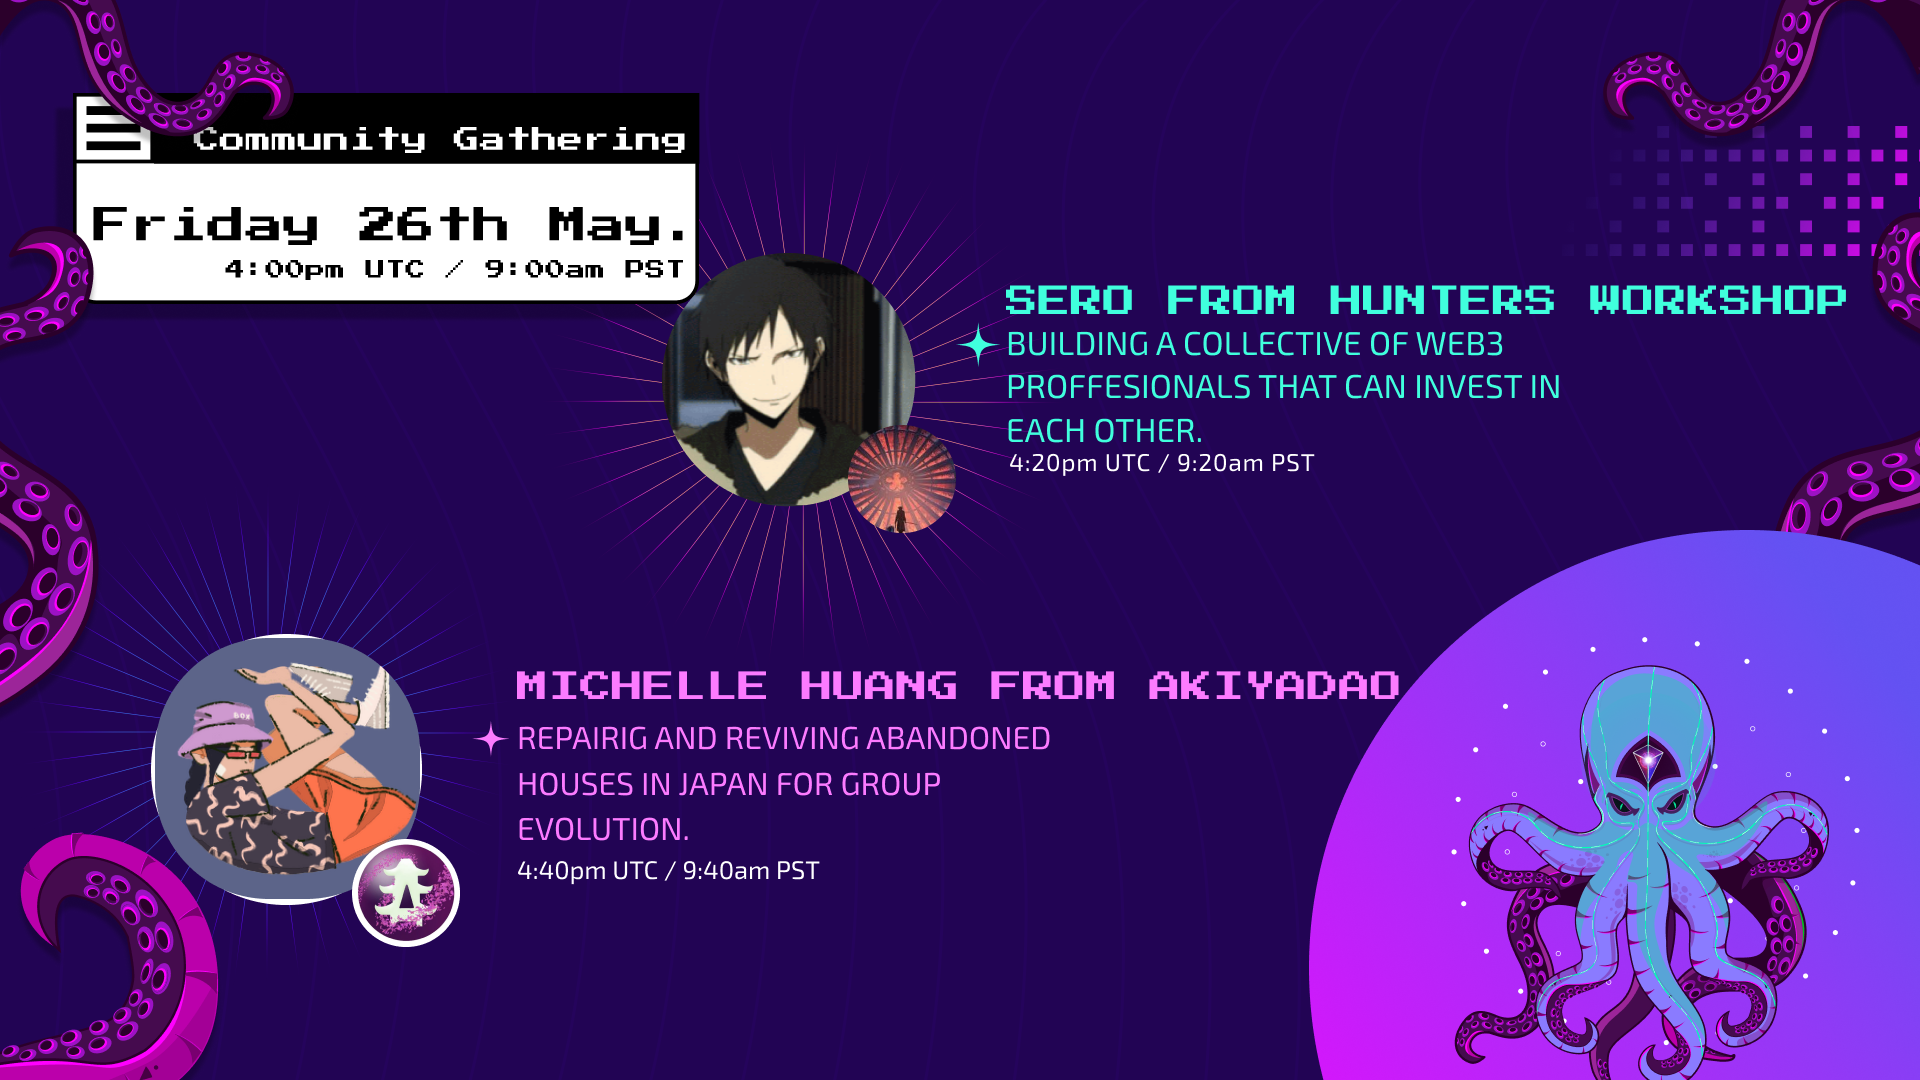 Community Gathering
Friday 26th May.
4:00pm UTC / 9:00am PST
SERO FROM HUNTERS WORKSHOP
BUILDING A COLLECTIVE OF WEB3
PROFFESIONALS THAT CAN INVEST IN
EACH OTHER.
4:20pm UTC / 9:20am PST
MICHELLE HUANG FROM AKIYADAO
REPAIRIG AND REVIVING ABANDONED
HOUSES IN JAPAN FOR GROUP
EVOLUTION.
4:40pm UTC / 9:40am PST
BOX